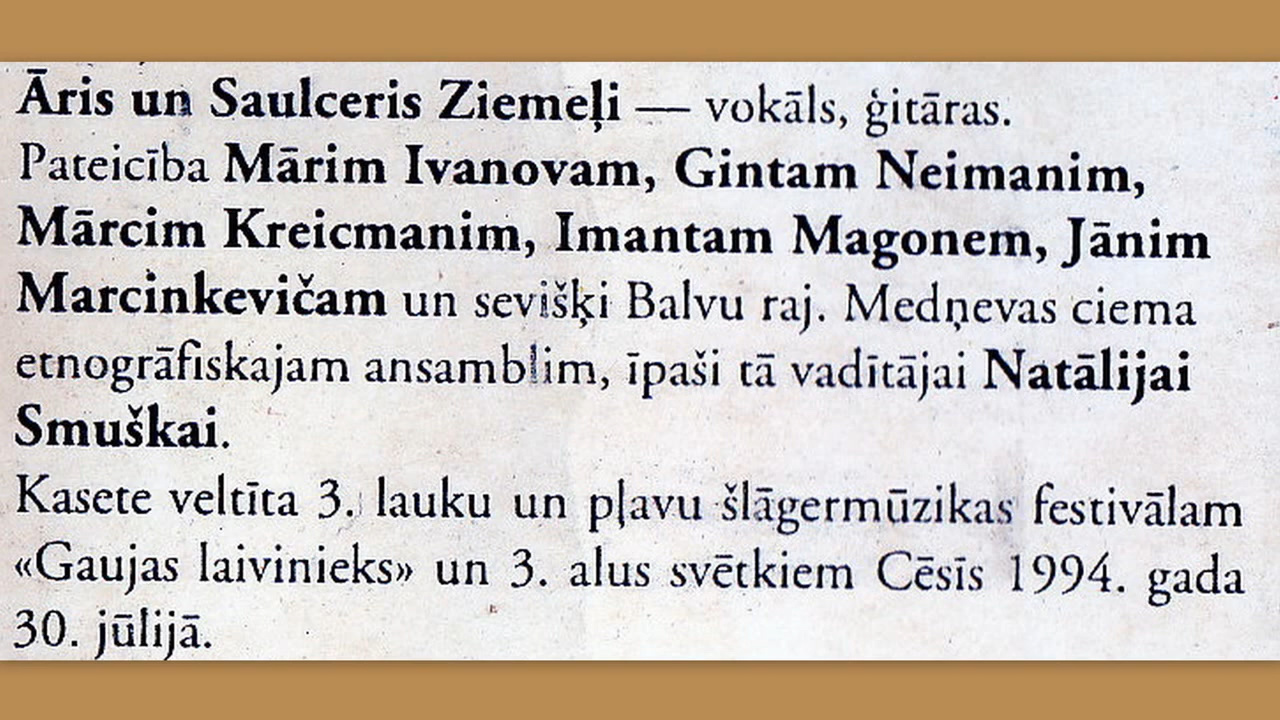 Āris un Saulceris Ziemeļi — vokāls, ģitāras.
Pateicība Mārim Ivanovam, Gintam Neimanim,
Mārcim Kreicmanim, Imantam Magonem, Jānim
Marcinkevičam un sevišķi Balvu raj. Medņevas ciema
etnogrāfiskajam ansamblim, īpaši tā vadītājai Natālijai
Smuškai.
Kasete veltīta 3. lauku un pļavu šlāgermūzikas festivālam
«Gaujas laivinieks» un 3. alus svētkiem Cēsīs 1994. gada
30. jūlijā.